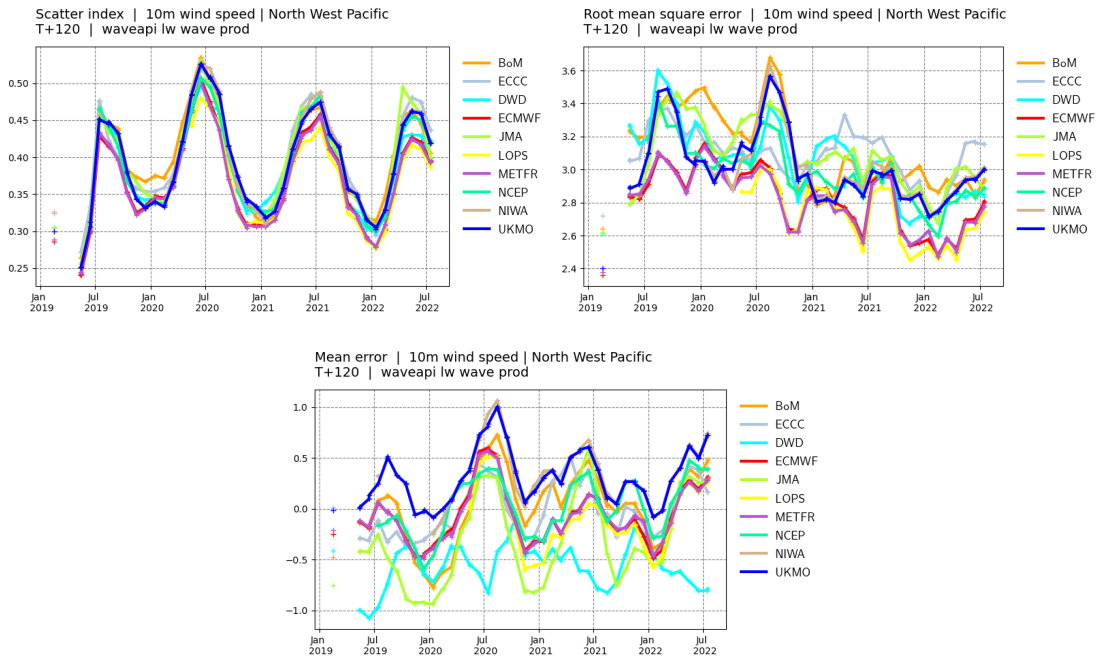 Scatter index | 10m wind speed | North West Pacific
T+120 | waveapi lw wave prod
0.50
0.45
0.40
0.35
0.30
0.25
Jan 2019
Jul 2019
Jan 2020
Jul 2020
Jan 2021
Jul 2021
Jan 2022
Jul 2022
BoM
ECCC
DWD
ECMWF
JMA
LOPS
METFR
NCEP
NIWA
UKMO
Root mean square error | 10m wind speed | North West Pacific
T+120 | waveapi lw wave prod
3.6
3.4
3.2
3.0
2.8
2.6
2.4
Jan 2019
Jul 2019
Jan 2020
Jul 2020
Jan 2021
Jul 2021
Jan 2022
Jul 2022
BoM
ECCC
DWD
ECMWF
JMA
LOPS
METFR
NCEP
NIWA
UKMO
Mean error | 10m wind speed | North West Pacific
T+120 | waveapi lw wave prod
1.0
0.5
0.0
−0.5
−1.0
Jan 2019
Jul 2019
Jan 2020
Jul 2020
Jan 2021
Jul 2021
Jan 2022
Jul 2022
BoM
ECCC
DWD
ECMWF
JMA
LOPS
METFR
NCEP
NIWA
UKMO